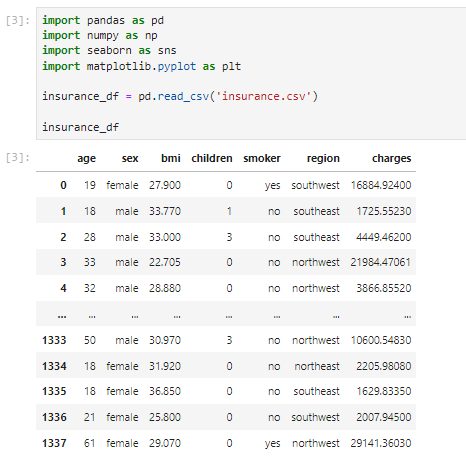 [3]: import pandas as pd
import numpy as np
import seaborn as sns
import matplotlib.pyplot as plt
insurance_df = pd.read_csv('insurance.csv')
insurance_df
[3]: age sex bmi children smoker region charges
0 19 female 27.900 0 yes southwest 16884.92400
1 18 male 33.770 1 no southeast 1725.55230
2 28 male 33.000 3 no southeast 4449.46200
3 33 male 22.705 0 no northwest 21984.47061
4 32 male 28.880 0 no northwest 3866.85520
... ... ... ... ... ... ... ...
1333 50 male 30.970 3 no northwest 10600.54830
1334 18 female 31.920 0 no northeast 2205.98080
1335 18 female 36.850 0 no southeast 1629.83350
1336 21 female 25.800 0 no southwest 2007.94500
1337 61 female 29.070 0 yes northwest 29141.36030